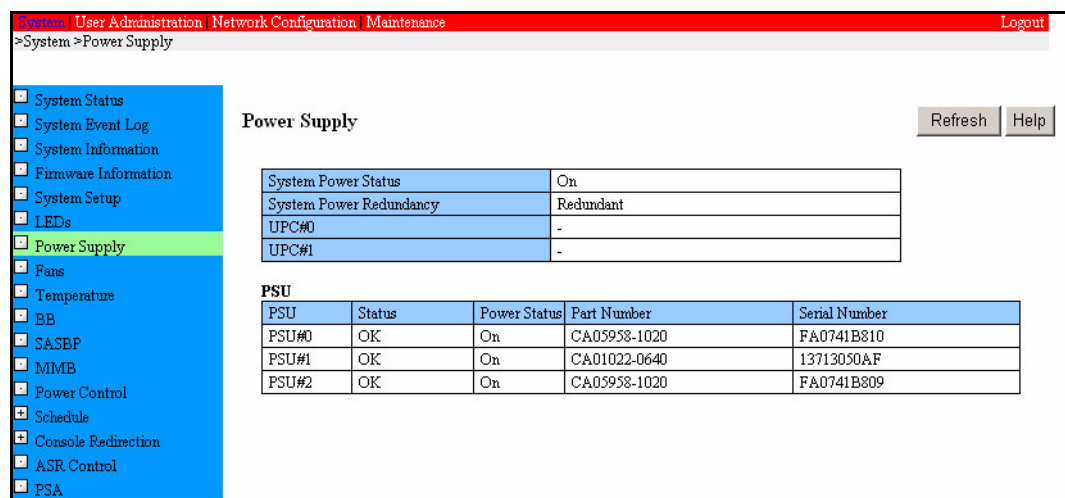 System | User Administration | Network Configuration | Maintenance Logout
>System >Power Supply
System Status
System Event Log
System Information
Firmware Information
System Setup
LEDs
Power Supply
Fans
Temperature
BB
SASBP
MMB
Power Control
Schedule
Console Redirection
ASR Control
PSA
Power Supply
Refresh Help
System Power Status On
System Power Redundancy Redundant
UPC#0 -
UPC#1 -
PSU
PSU Status Power Status Part Number Serial Number
PSU#0 OK On CA05958-1020 FA0741B810
PSU#1 OK On CA01022-0640 13713050AF
PSU#2 OK On CA05958-1020 FA0741B809